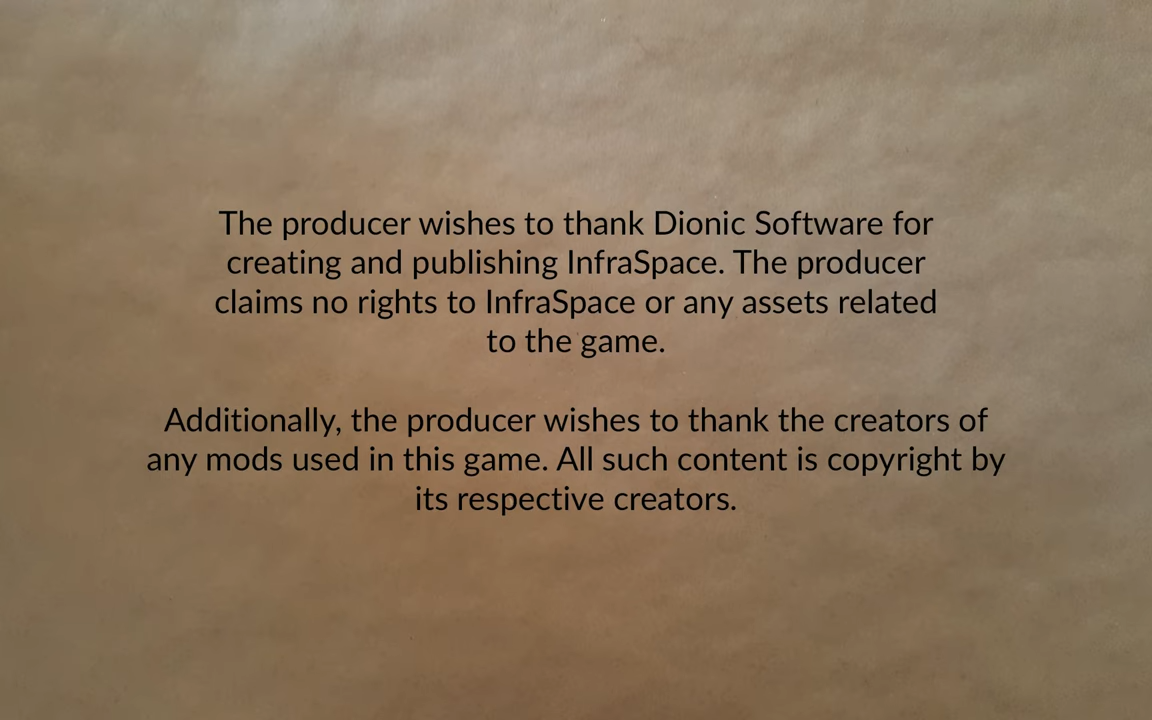 The producer wishes to thank Dionic Software for
creating and publishing InfraSpace. The producer
claims no rights to InfraSpace or any assets related
to the game.
Additionally, the producer wishes to thank the creators of
any mods used in this game. All such content is copyright by
its respective creators.